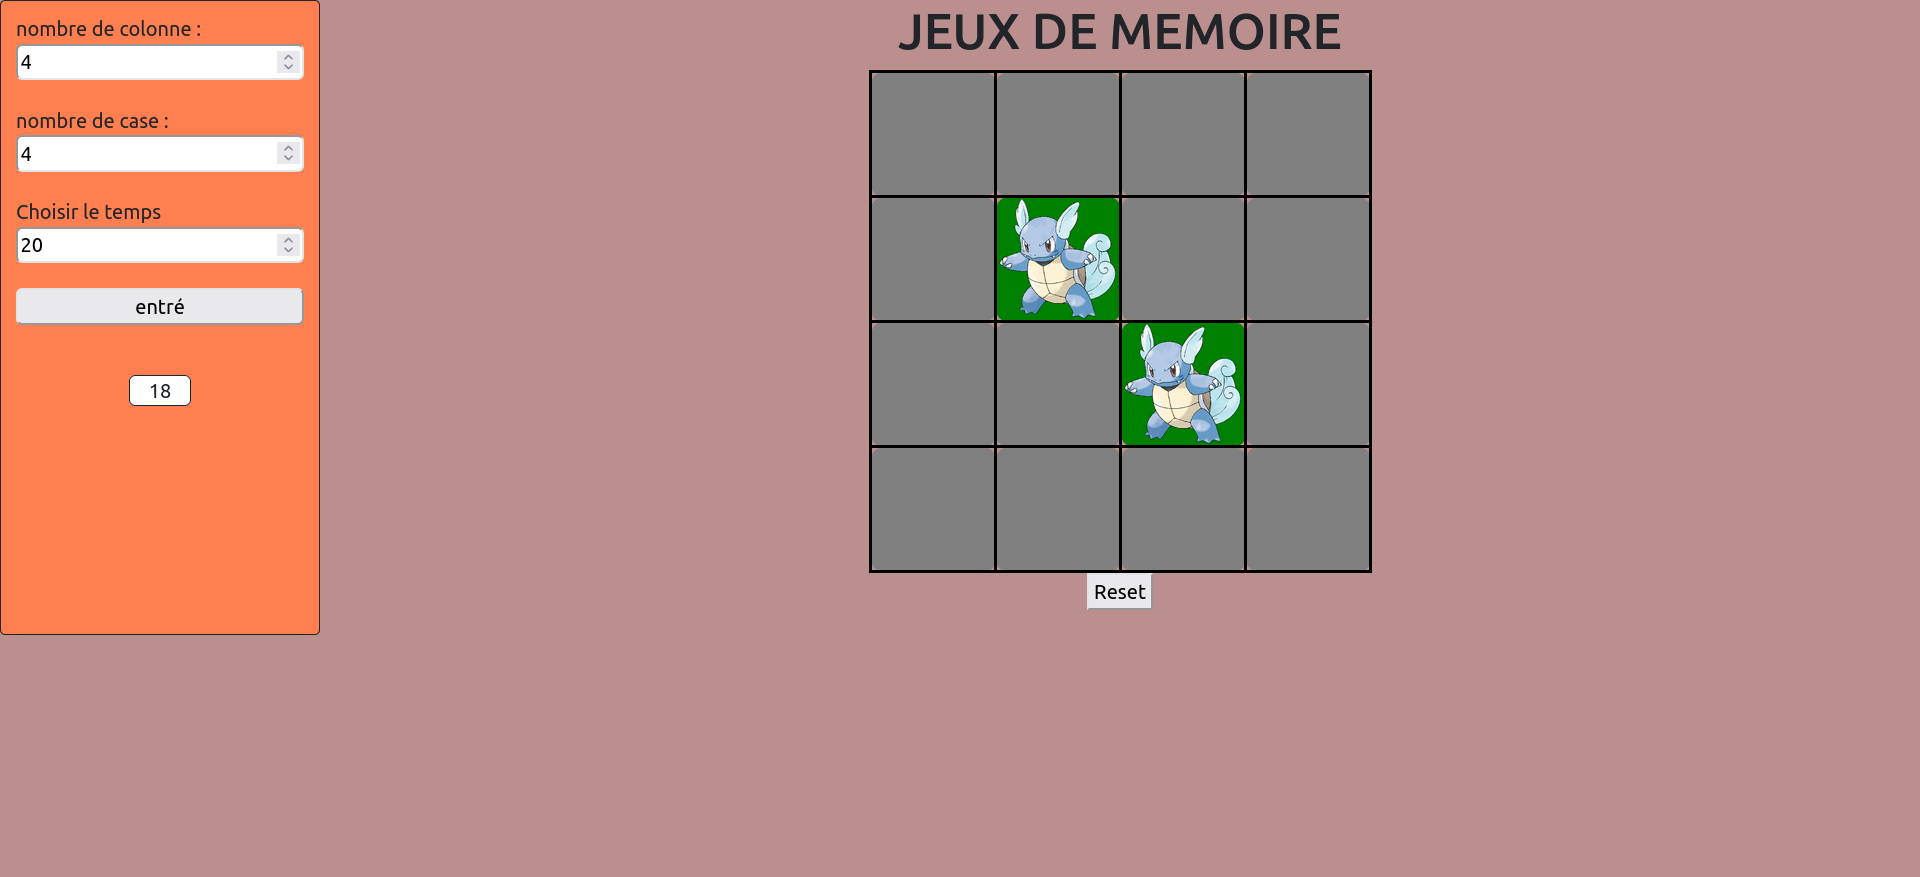 nombre de colonne :
4
nombre de case :
4
Choisir le temps
20
entré
18
JEUX DE MEMOIRE
Reset